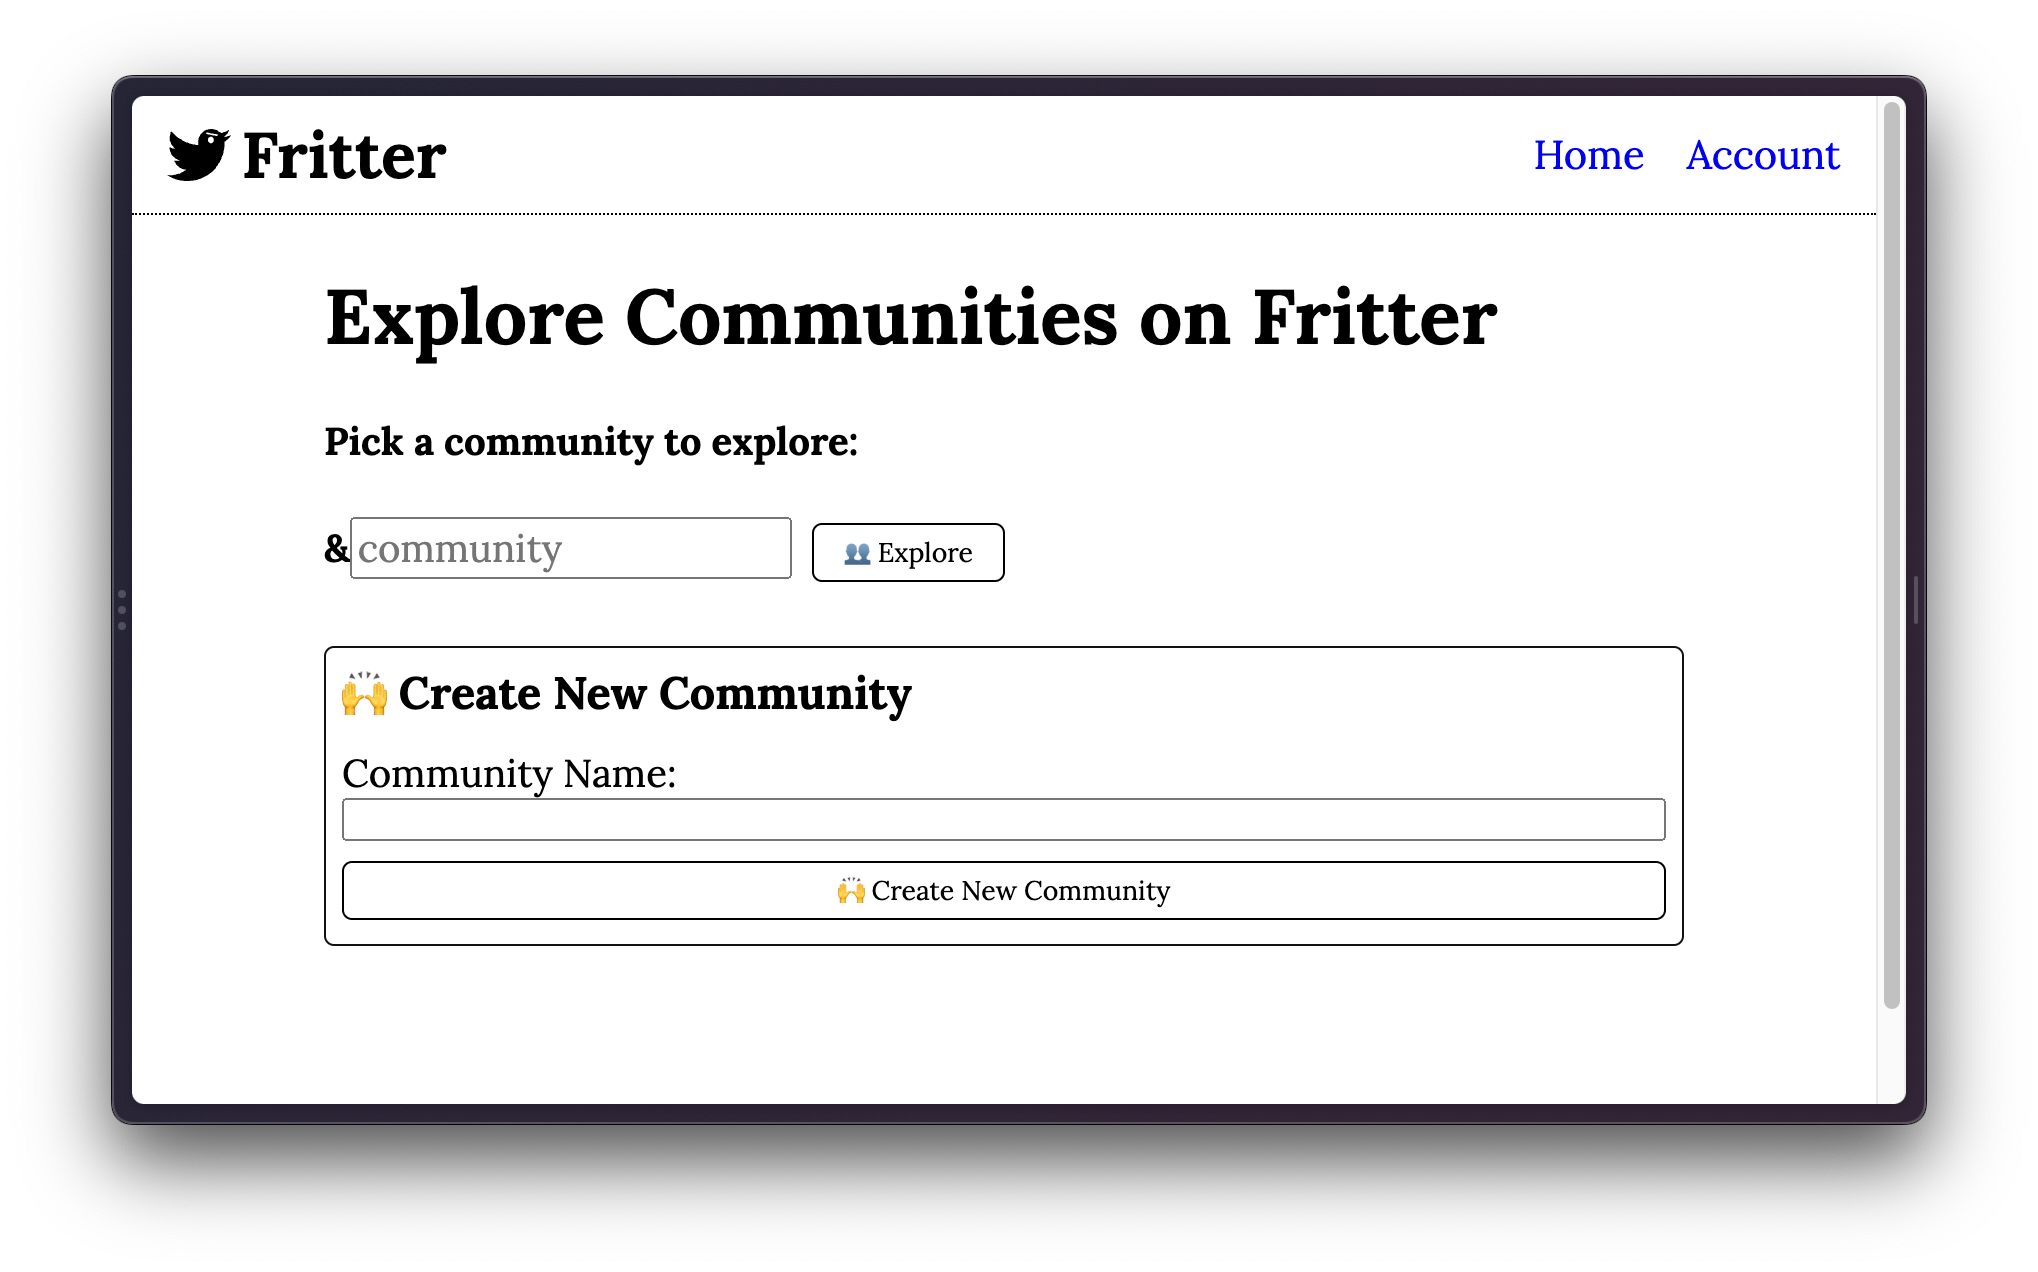 Fritter
Home Account
Explore Communities on Fritter
Pick a community to explore:
&community 👥 Explore
🙌 Create New Community
Community Name:
🙌 Create New Community